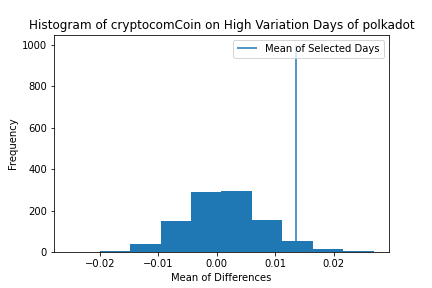 Histogram of cryptocomCoin on High Variation Days of polkadot
1000
Mean of Selected Days
800
600
400
200
0
Frequency
−0.02 −0.01 0.00 0.01 0.02
Mean of Differences